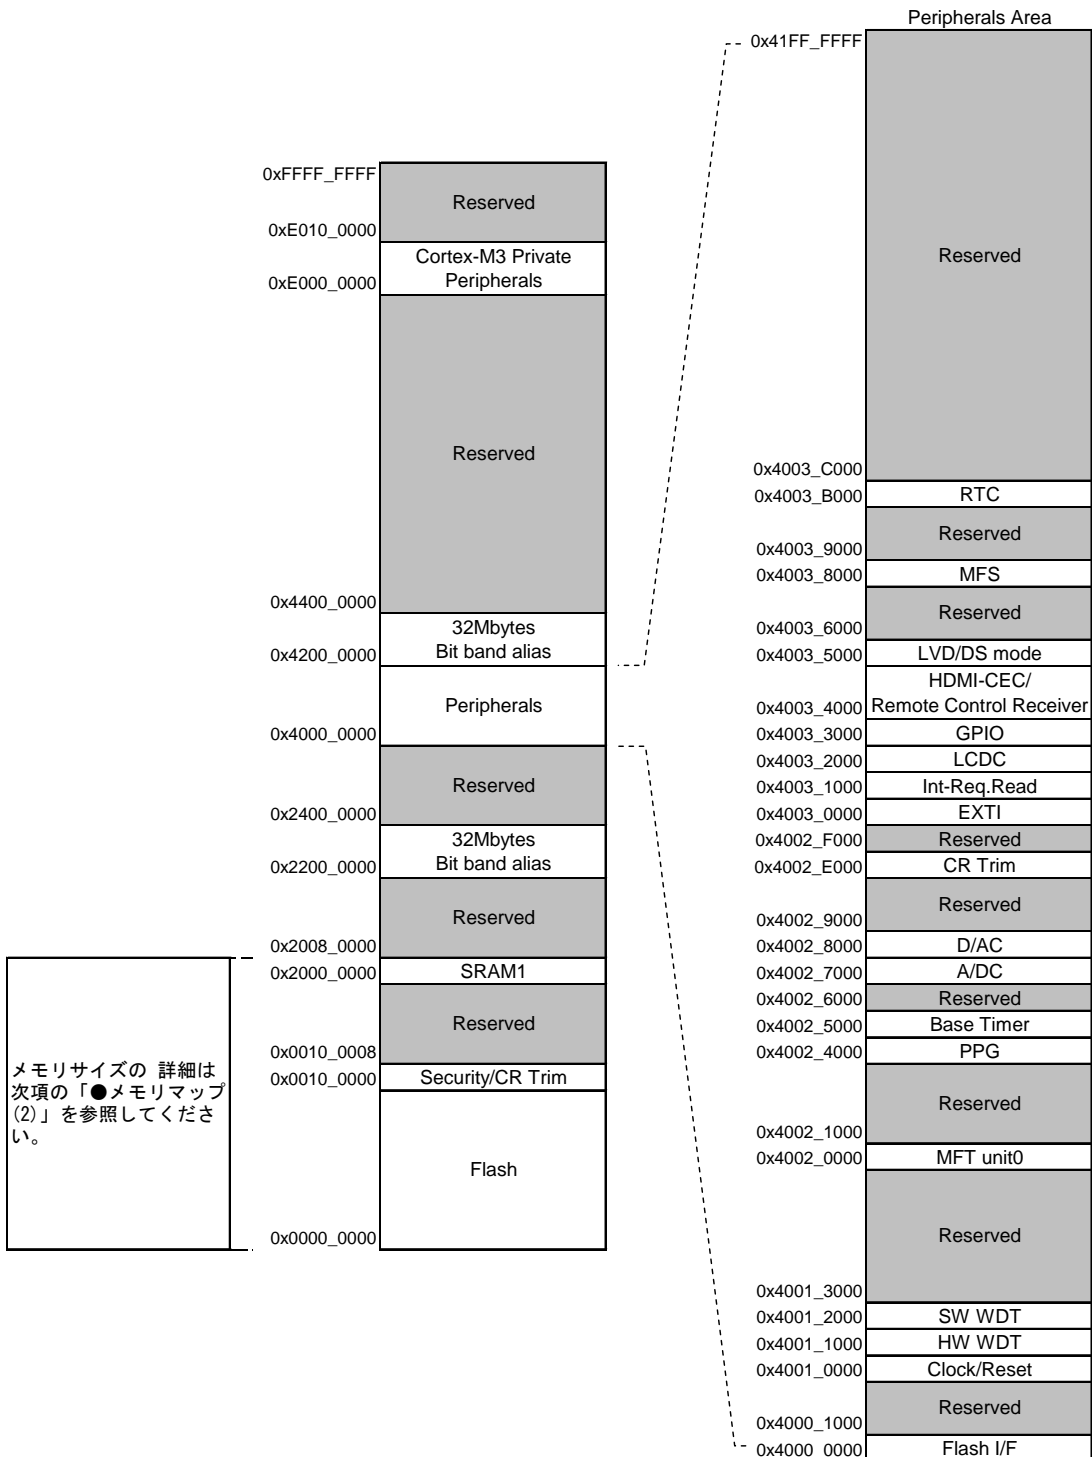 Peripherals Area
0x41FF_FFFF
Reserved
0x4003_C000
0x4003_B000
RTC
Reserved
0x4003_9000
0x4003_8000
MFS
Reserved
0x4003_6000
0x4003_5000
LVD/DS mode
HDMI-CEC/
0x4003_4000
Remote Control Receiver
0x4003_3000
GPIO
0x4003_2000
LCDC
0x4003_1000
Int-Req.Read
0x4003_0000
EXTI
0x4002_F000
Reserved
0x4002_E000
CR Trim
Reserved
0x4002_9000
0x4002_8000
D/AC
0x4002_7000
A/DC
0x4002_6000
Reserved
0x4002_5000
Base Timer
0x4002_4000
PPG
Reserved
0x4002_1000
0x4002_0000
MFT unit0
Reserved
0x4001_3000
0x4001_2000
SW WDT
0x4001_1000
HW WDT
0x4001_0000
Clock/Reset
Reserved
0x4000_1000
0x4000_0000
Flash I/F
0xFFFF_FFFF
Reserved
0xE010_0000
Cortex-M3 Private
0xE000_0000
Peripherals
Reserved
0x4400_0000
32Mbytes
0x4200_0000
Bit band alias
Peripherals
0x4000_0000
Reserved
0x2400_0000
32Mbytes
0x2200_0000
Bit band alias
Reserved
0x2008_0000
0x2000_0000
SRAM1
Reserved
0x0010_0008
0x0010_0000
Security/CR Trim
Flash
0x0000_0000
メモリサイズの 詳細は
次項の「●メモリマップ
(2)」を参照してくださ
い。